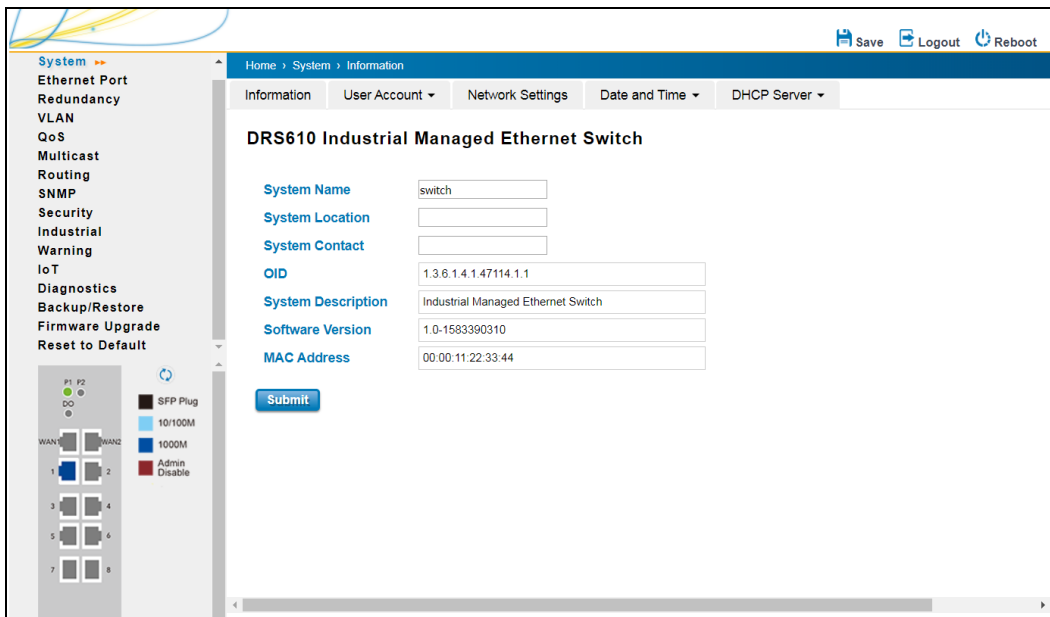 Save Logout Reboot
System
Ethernet Port
Redundancy
VLAN
QoS
Multicast
Routing
SNMP
Security
Industrial
Warning
IoT
Diagnostics
Backup/Restore
Firmware Upgrade
Reset to Default
Home › System › Information
Information User Account Network Settings Date and Time DHCP Server
DRS610 Industrial Managed Ethernet Switch
System Name switch
System Location
System Contact
OID 1.3.6.1.4.1.47114.1.1
System Description Industrial Managed Ethernet Switch
Software Version 1.0-1583390310
MAC Address 00:00:11:22:33:44
Submit
P1 P2
DO
WAN1 WAN2
1 2
3 4
5 6
7 8
SFP Plug
10/100M
1000M
Admin
Disable